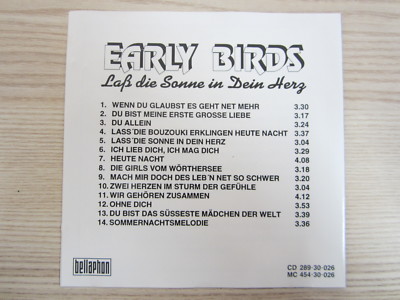 EARLY BIRDS
Laß die Sonne in Dein Herz
1. WENN DU GLAUBST ES GEHT NET MEHR 3.30
2. DU BIST MEINE ERSTE GROSSE LIEBE 3.17
3. DU ALLEIN 3.24
4. LASS´DIE BOUZOUKI ERKLINGEN HEUTE NACHT 3.37
5. LASS´DIE SONNE IN DEIN HERZ 3.04
6. ICH LIEB DICH, ICH MAG DICH 3.29
7. HEUTE NACHT 4.08
8. DIE GIRLS VOM WÖRTHERSEE 3.18
9. MACH MIR DOCH DES LEB´N NET SO SCHWER 3.20
10. ZWEI HERZEN IM STURM DER GEFÜHLE 3.04
11. WIR GEHÖREN ZUSAMMEN 4.12
12. OHNE DICH 3.53
13. DU BIST DAS SÜSSESTE MÄDCHEN DER WELT 3.39
14. SOMMERNACHTSMELODIE 3.36
bellaphon
CD 289·30·026
MC 454·30·026